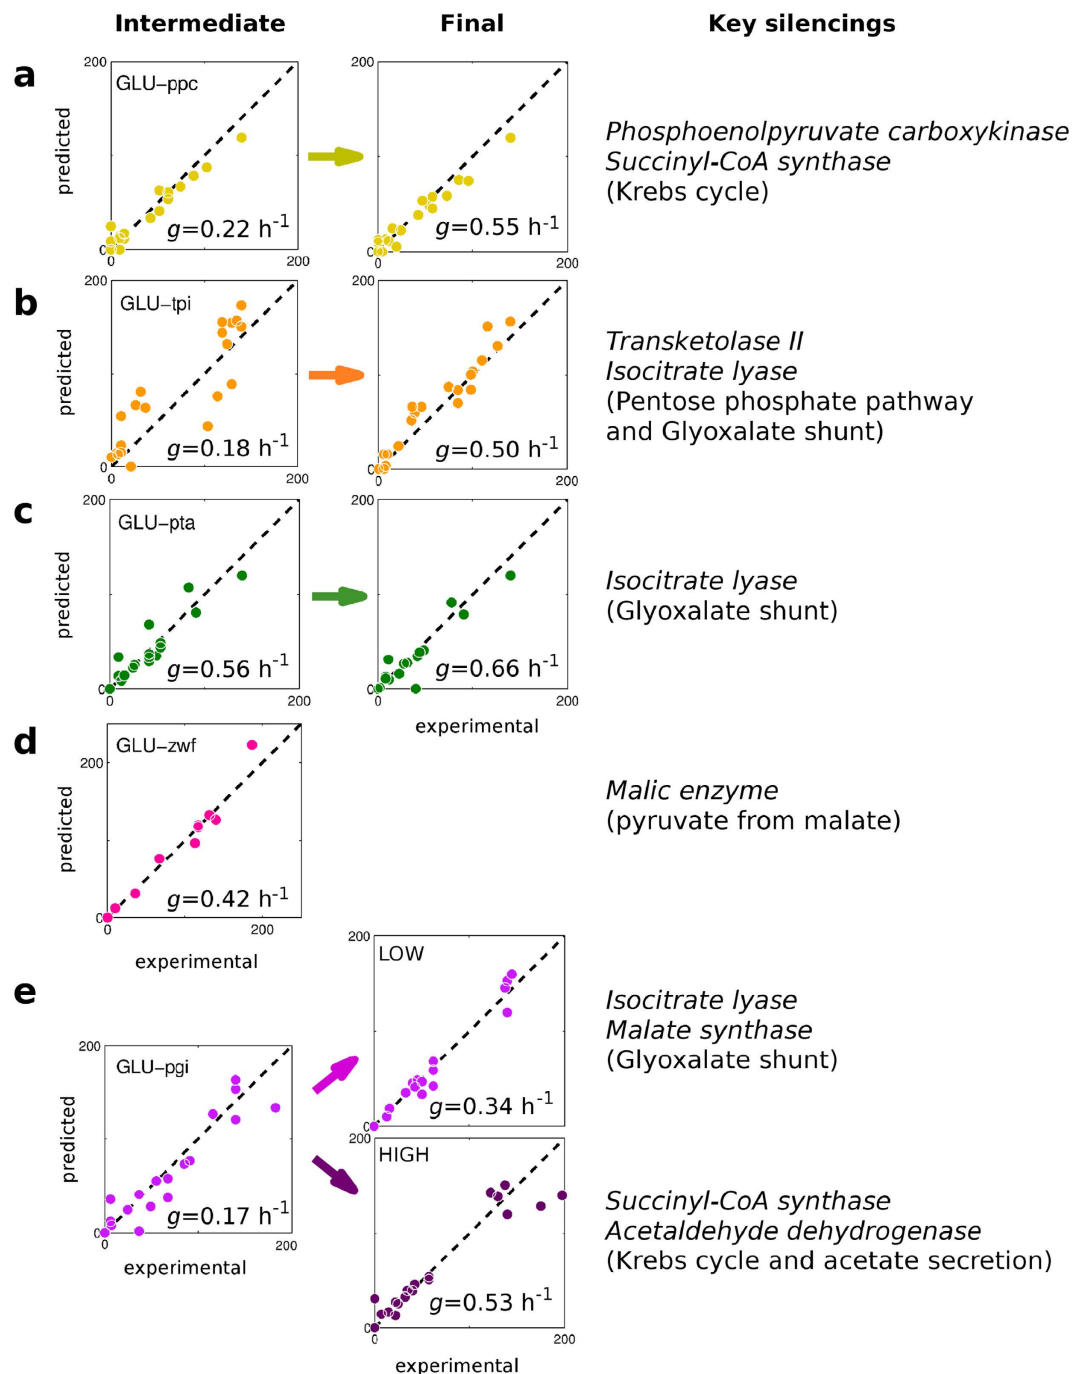 Intermediate
Final
Key silencings
a
200
GLU−ppc
predicted
g=0.22 h-1
0
0
200
200
g=0.55 h-1
0
0
200
Phosphoenolpyruvate carboxykinase
Succinyl-CoA synthase
(Krebs cycle)
b
200
GLU−tpi
predicted
g=0.18 h-1
0
0
200
200
g=0.50 h-1
0
0
200
Transketolase II
Isocitrate lyase
(Pentose phosphate pathway
and Glyoxalate shunt)
c
200
GLU−pta
predicted
g=0.56 h-1
0
0
200
200
g=0.66 h-1
0
0
200
experimental
Isocitrate lyase
(Glyoxalate shunt)
d
GLU−zwf
200
predicted
g=0.42 h-1
0
0
200
experimental
Malic enzyme
(pyruvate from malate)
e
200
GLU−pgi
predicted
g=0.17 h-1
0
0
200
experimental
200
LOW
g=0.34 h-1
0
Isocitrate lyase
Malate synthase
(Glyoxalate shunt)
200
HIGH
g=0.53 h-1
0
0
200
experimental
Succinyl-CoA synthase
Acetaldehyde dehydrogenase
(Krebs cycle and acetate secretion)